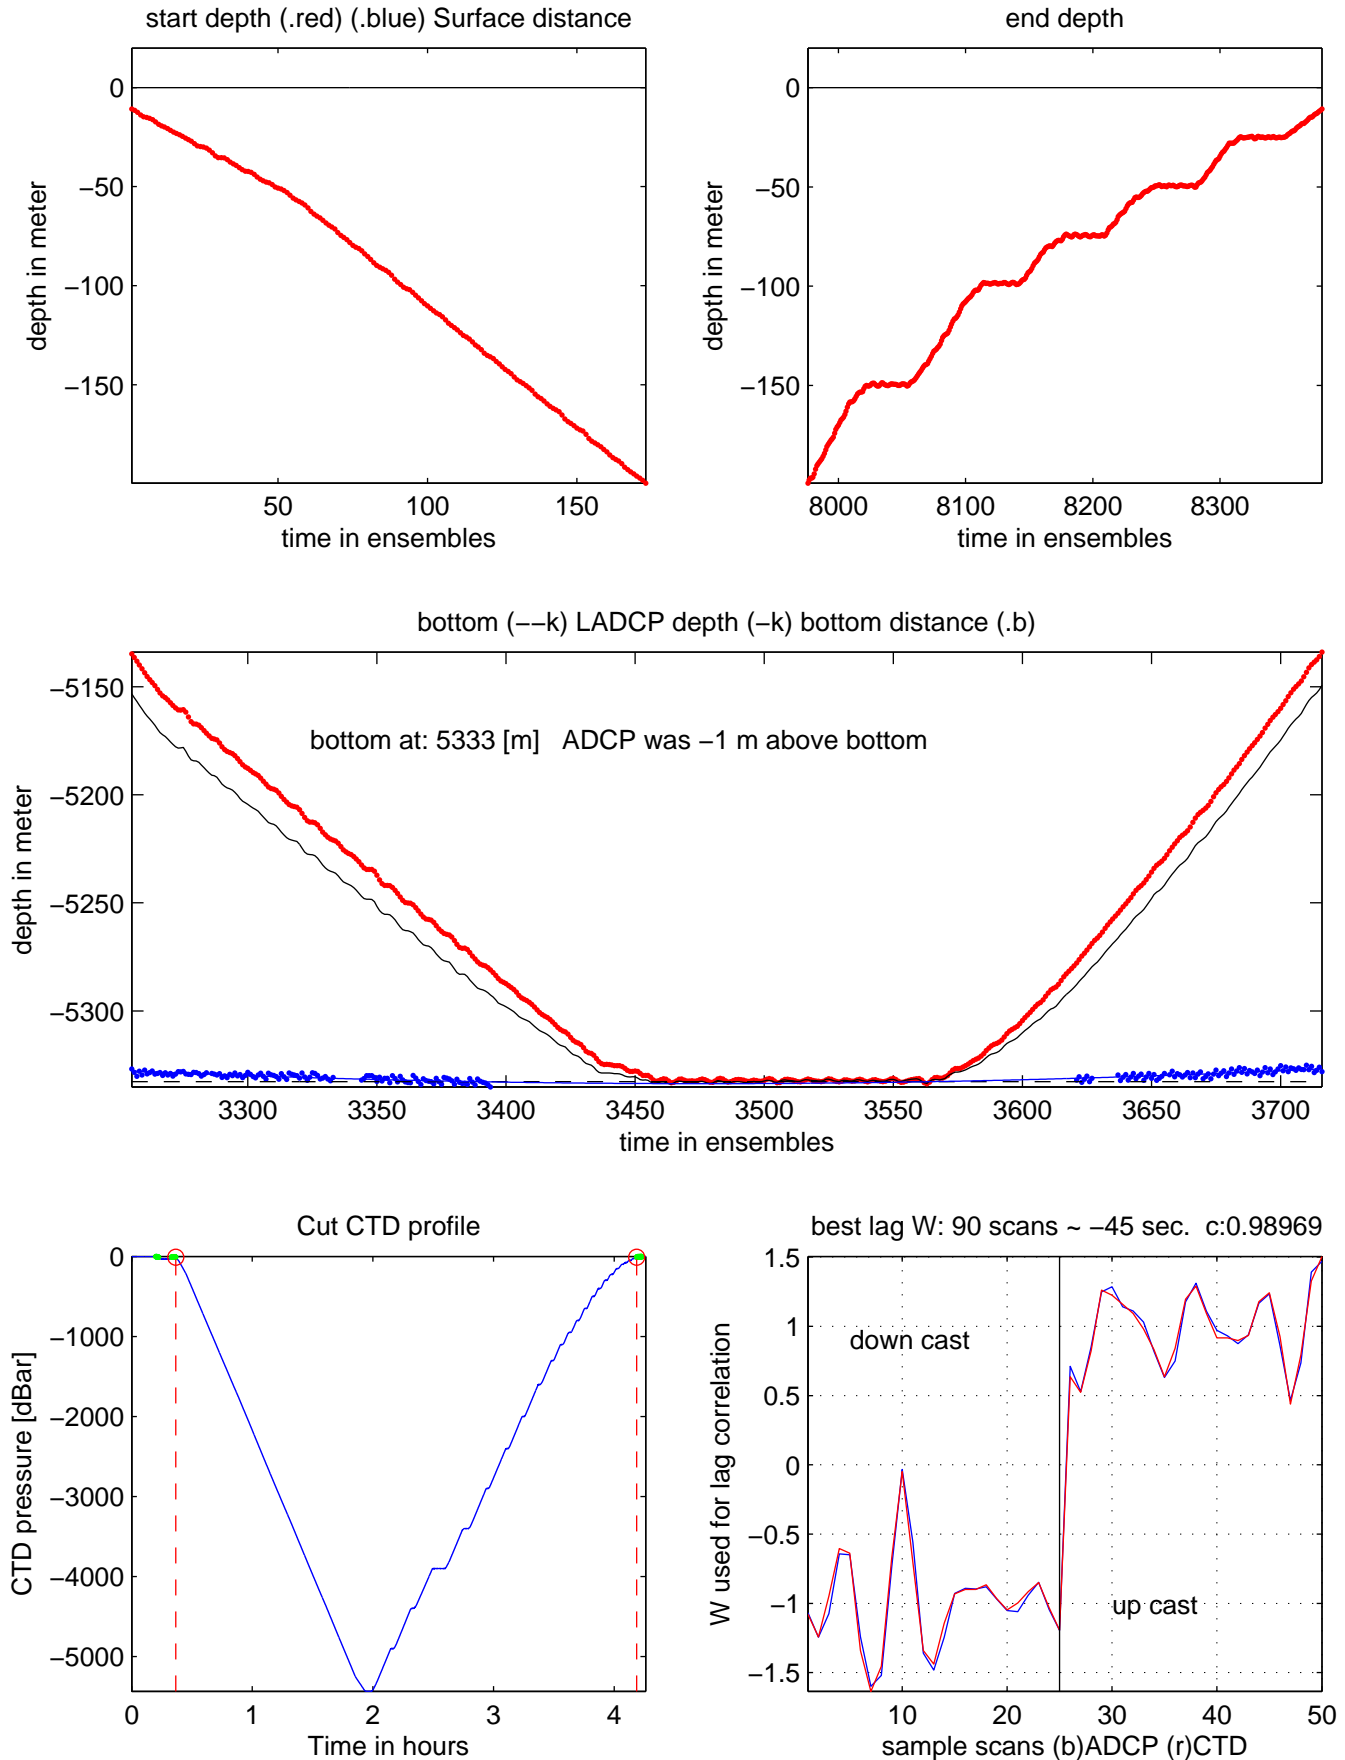 start depth (.red) (.blue) Surface distance
0
−50
−100
−150
depth in meter
50
100
150
time in ensembles
end depth
0
−50
−100
−150
depth in meter
8000
8100
8200
8300
time in ensembles
bottom (−−k) LADCP depth (−k) bottom distance (.b)
−5150
−5200
−5250
−5300
depth in meter
bottom at: 5333 [m]   ADCP was −1 m above bottom
3300
3350
3400
3450
3500
3550
3600
3650
3700
time in ensembles
Cut CTD profile
0
−1000
−2000
−3000
−4000
−5000
CTD pressure [dBar]
0
1
2
3
4
Time in hours
best lag W: 90 scans ~ −45 sec.  c:0.98969
1.5
1
0.5
0
−0.5
−1
−1.5
W used for lag correlation
down cast
up cast
10
20
30
40
50
sample scans (b)ADCP (r)CTD